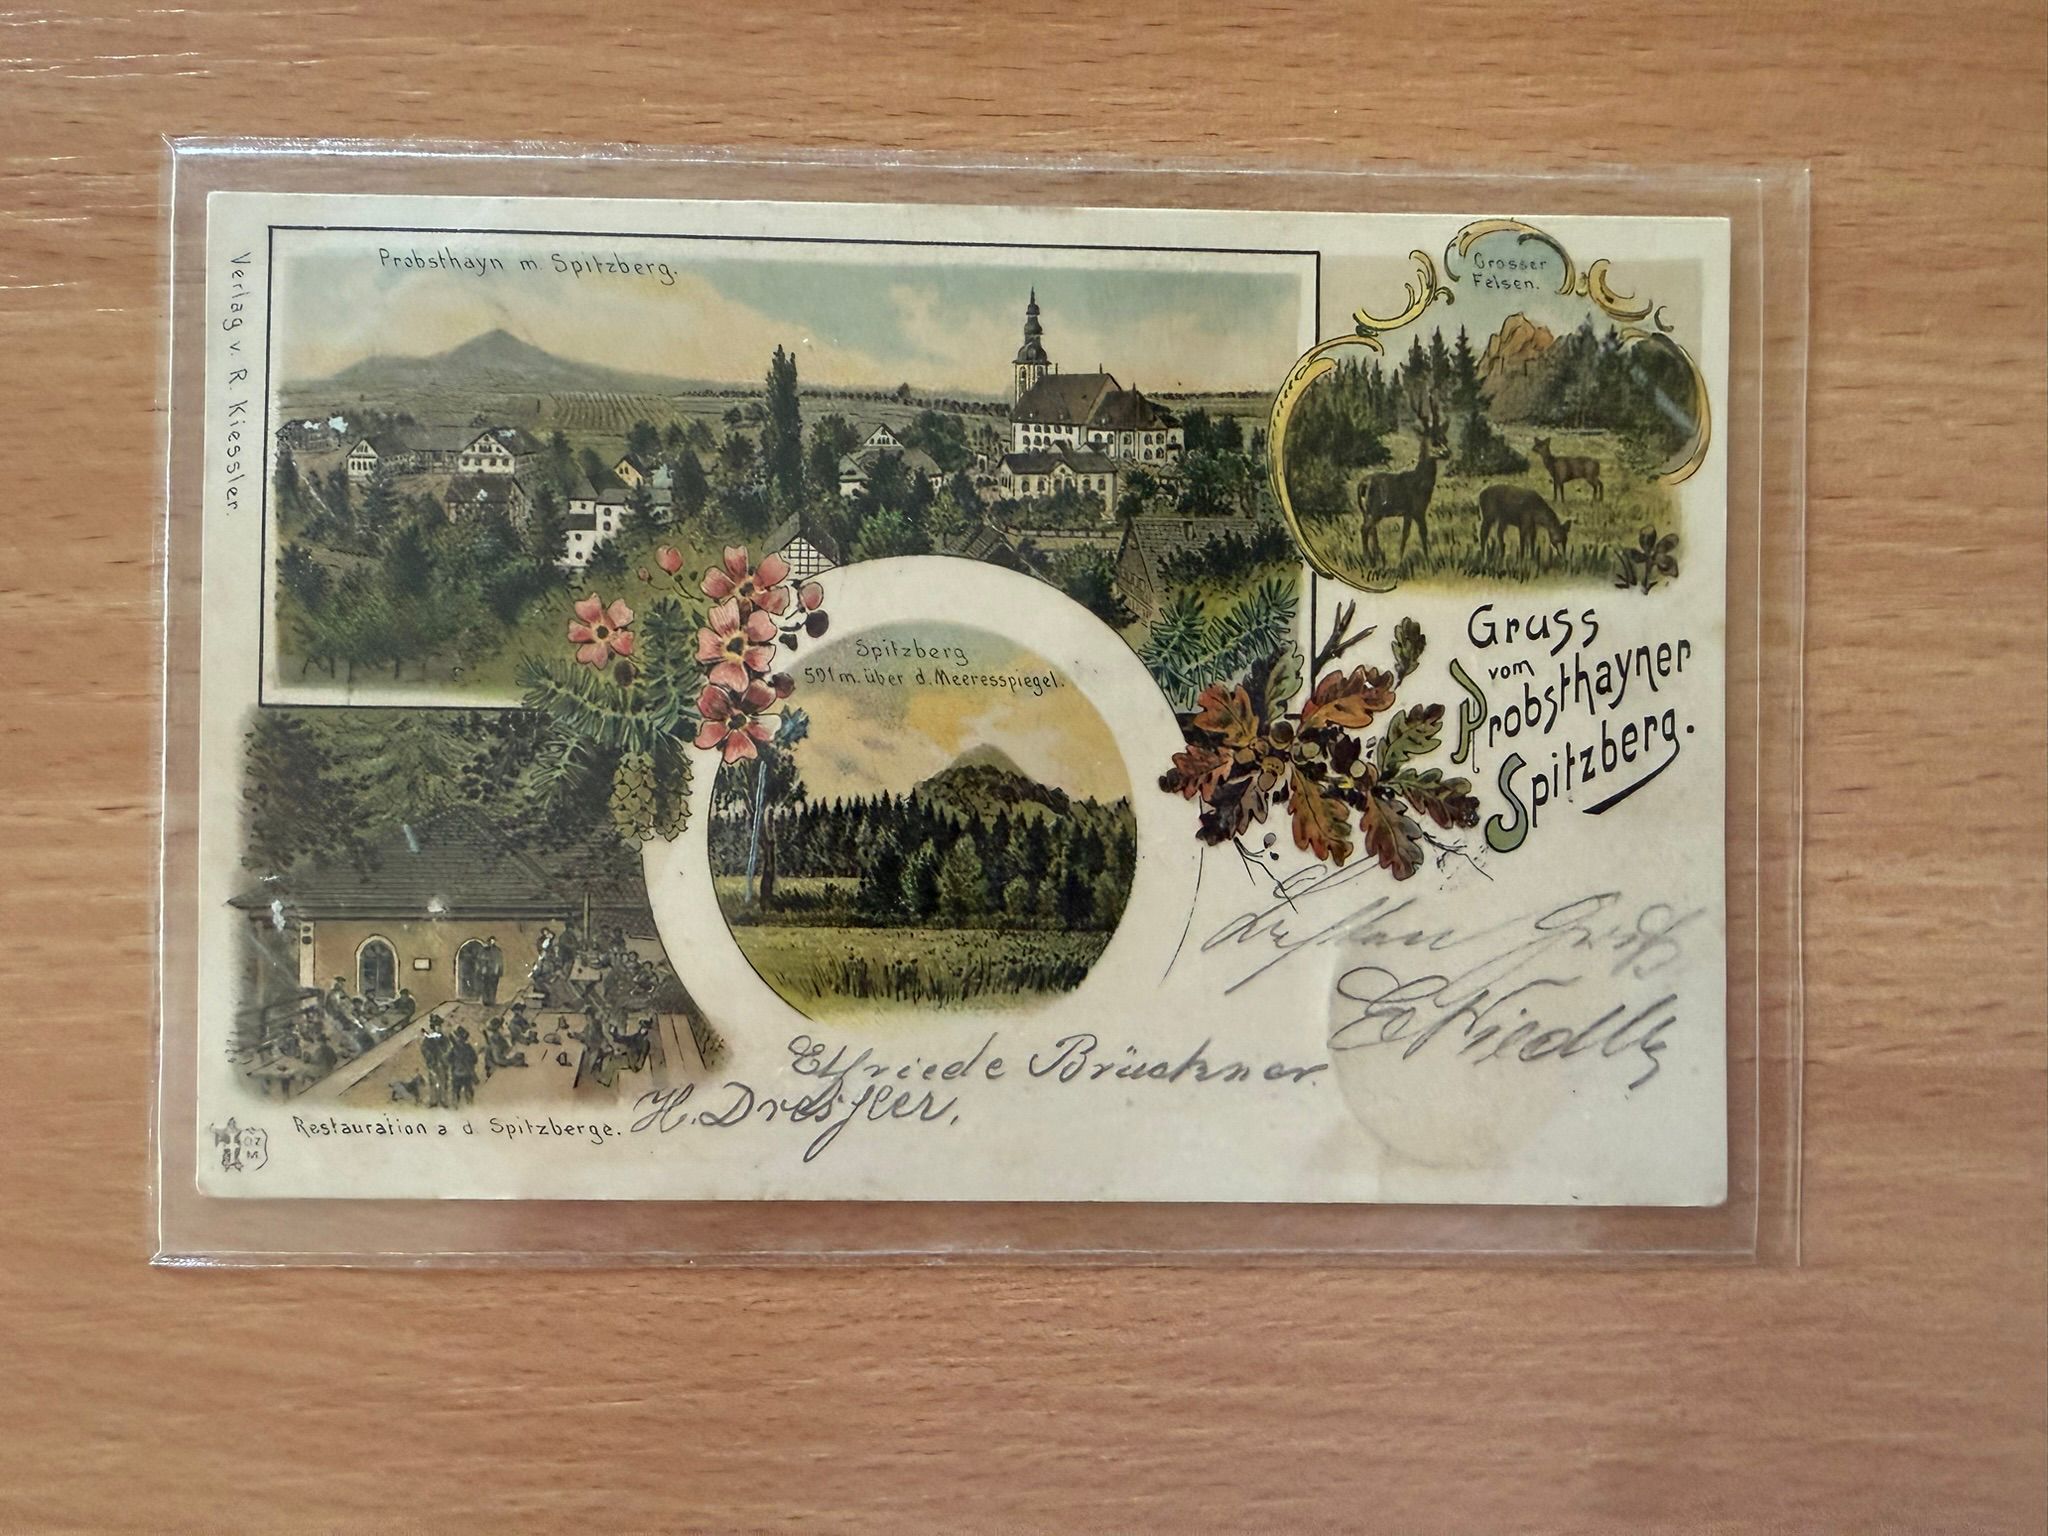 Verlag v. R. Kiessler.
Probsthayn m. Spitzberg.
Grosser
Felsen.
Gruss
vom
Probsthayner
Spitzberg.
Spitzberg
501 m. über d. Meeresspiegel.
Gruß
Elfriede Brückner.
H. Dressler.
Restauration a d Spitzberge.